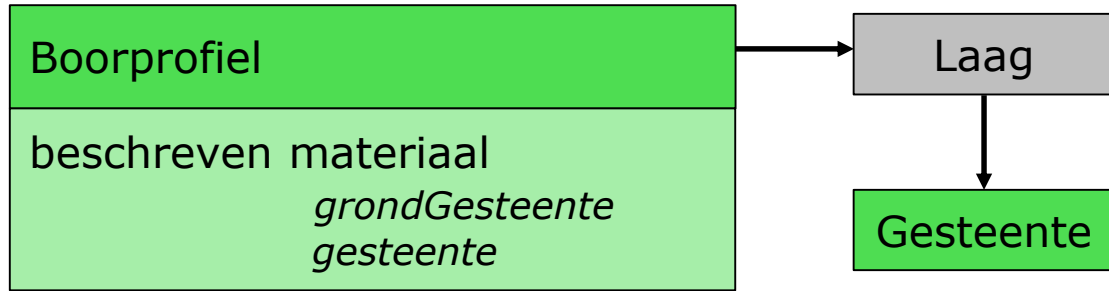 Boorprofiel
Laag
beschreven materiaal
grondGesteente
gesteente
Gesteente